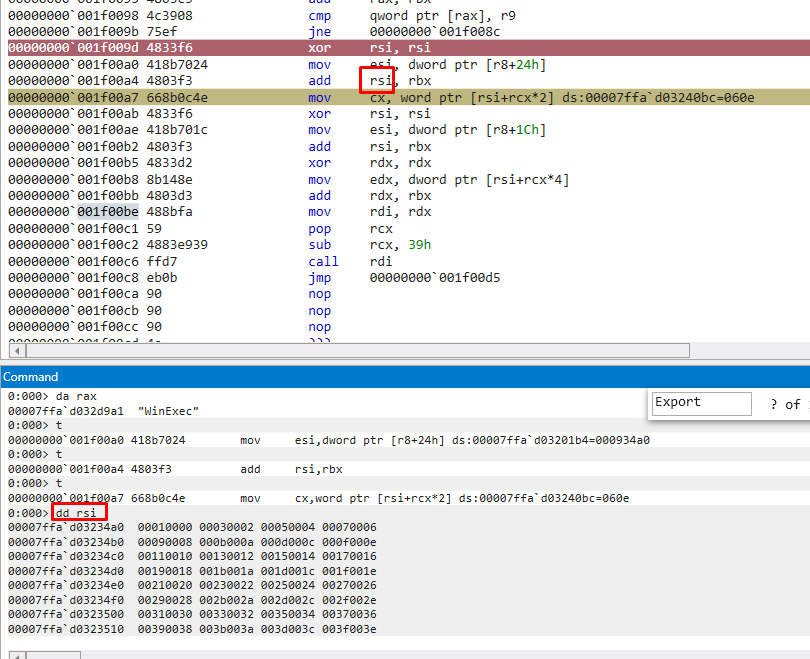 00000000`001f0098 4c3908 cmp qword ptr [rax], r9
00000000`001f009b 75ef jne 00000000`001f008c
00000000`001f009d 4833f6 xor rsi, rsi
00000000`001f00a0 418b7024 mov esi, dword ptr [r8+24h]
00000000`001f00a4 4803f3 add rsi, rbx
00000000`001f00a7 668b0c4e mov cx, word ptr [rsi+rcx*2] ds:00007ffa`d03240bc=060e
00000000`001f00ab 4833f6 xor rsi, rsi
00000000`001f00ae 418b701c mov esi, dword ptr [r8+1Ch]
00000000`001f00b2 4803f3 add rsi, rbx
00000000`001f00b5 4833d2 xor rdx, rdx
00000000`001f00b8 8b148e mov edx, dword ptr [rsi+rcx*4]
00000000`001f00bb 4803d3 add rdx, rbx
00000000`001f00be 488bfa mov rdi, rdx
00000000`001f00c1 59 pop rcx
00000000`001f00c2 4883e939 sub rcx, 39h
00000000`001f00c6 ffd7 call rdi
00000000`001f00c8 eb0b jmp 00000000`001f00d5
00000000`001f00ca 90 nop
00000000`001f00cb 90 nop
00000000`001f00cc 90 nop
Command
0:000> da rax
00007ffa`d032d9a1 "WinExec"
0:000> t
00000000`001f00a0 418b7024 mov esi,dword ptr [r8+24h] ds:00007ffa`d03201b4=000934a0
0:000> t
00000000`001f00a4 4803f3 add rsi,rbx
0:000> t
00000000`001f00a7 668b0c4e mov cx,word ptr [rsi+rcx*2] ds:00007ffa`d03240bc=060e
0:000> dd rsi
00007ffa`d03234a0 00010000 00030002 00050004 00070006
00007ffa`d03234b0 00090008 000b000a 000d000c 000f000e
00007ffa`d03234c0 00110010 00130012 00150014 00170016
00007ffa`d03234d0 00190018 001b001a 001d001c 001f001e
00007ffa`d03234e0 00210020 00230022 00250024 00270026
00007ffa`d03234f0 00290028 002b002a 002d002c 002f002e
00007ffa`d0323500 00310030 00330032 00350034 00370036
00007ffa`d0323510 00390038 003b003a 003d003c 003f003e
Export
? of